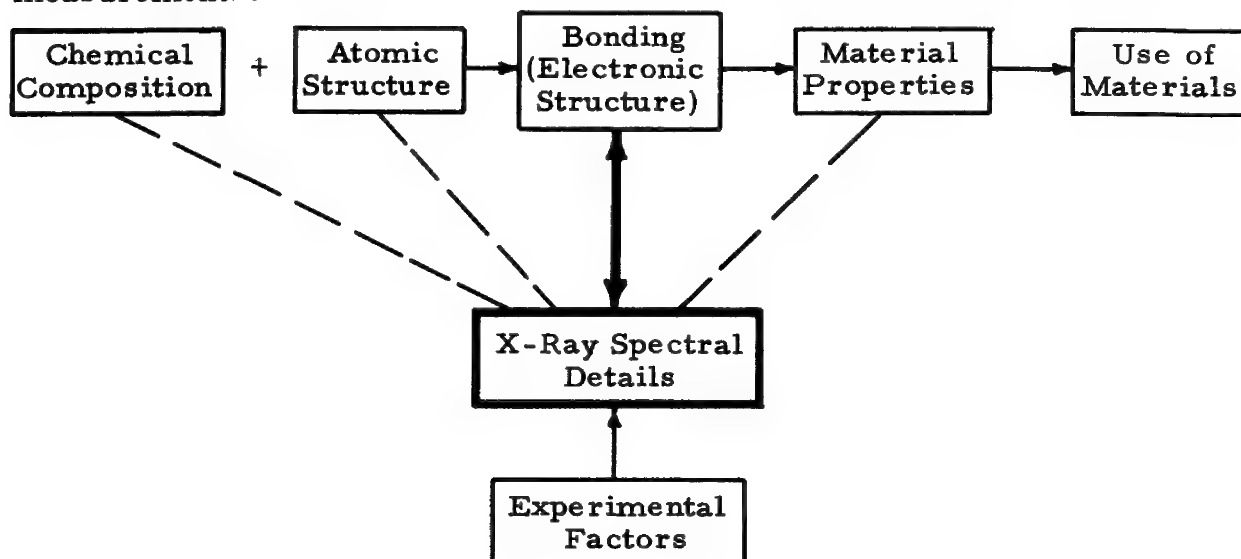 Chemical
Composition
+
Atomic
Structure
Bonding
(Electronic
Structure)
Material
Properties
Use of
Materials
X-Ray Spectral
Details
Experimental
Factors